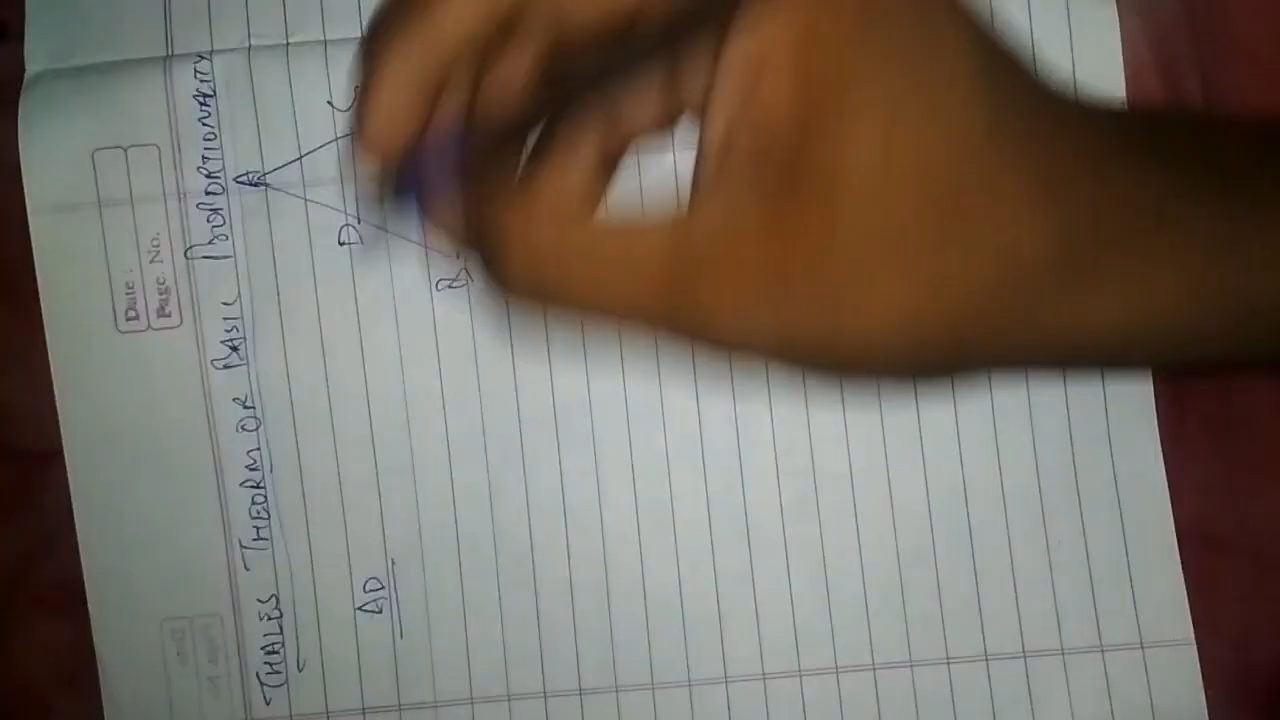 Date :
Page. No.
THALES THEORM OR BASIC PROPORTIONALITY
A
D
B
AD